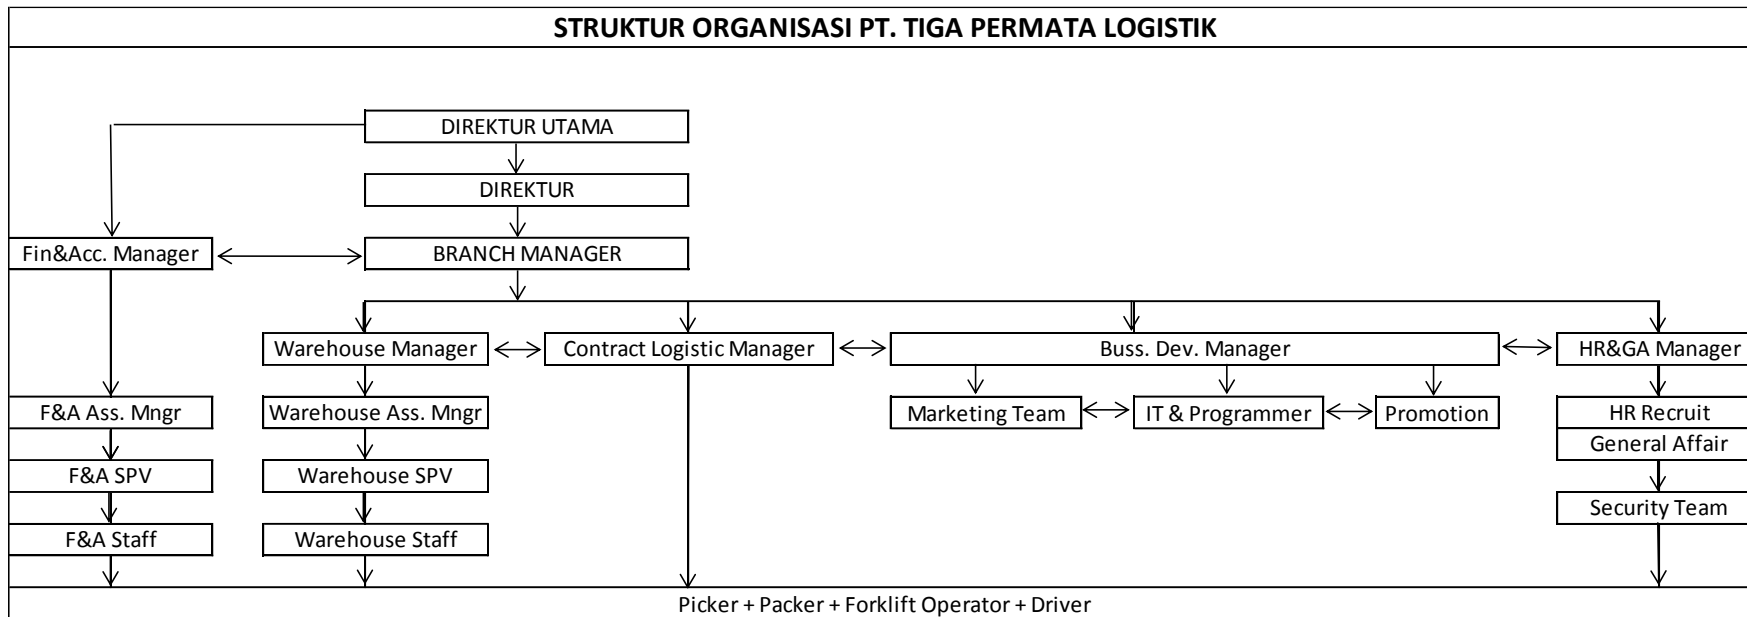 STRUKTUR ORGANISASI PT. TIGA PERMATA LOGISTIK
DIREKTUR UTAMA
DIREKTUR
Fin&Acc. Manager
BRANCH MANAGER
Warehouse Manager
Contract Logistic Manager
Buss. Dev. Manager
HR&GA Manager
F&A Ass. Mngr
Warehouse Ass. Mngr
Marketing Team
IT & Programmer
Promotion
HR Recruit
General Affair
F&A SPV
Warehouse SPV
Security Team
F&A Staff
Warehouse Staff
Picker + Packer + Forklift Operator + Driver